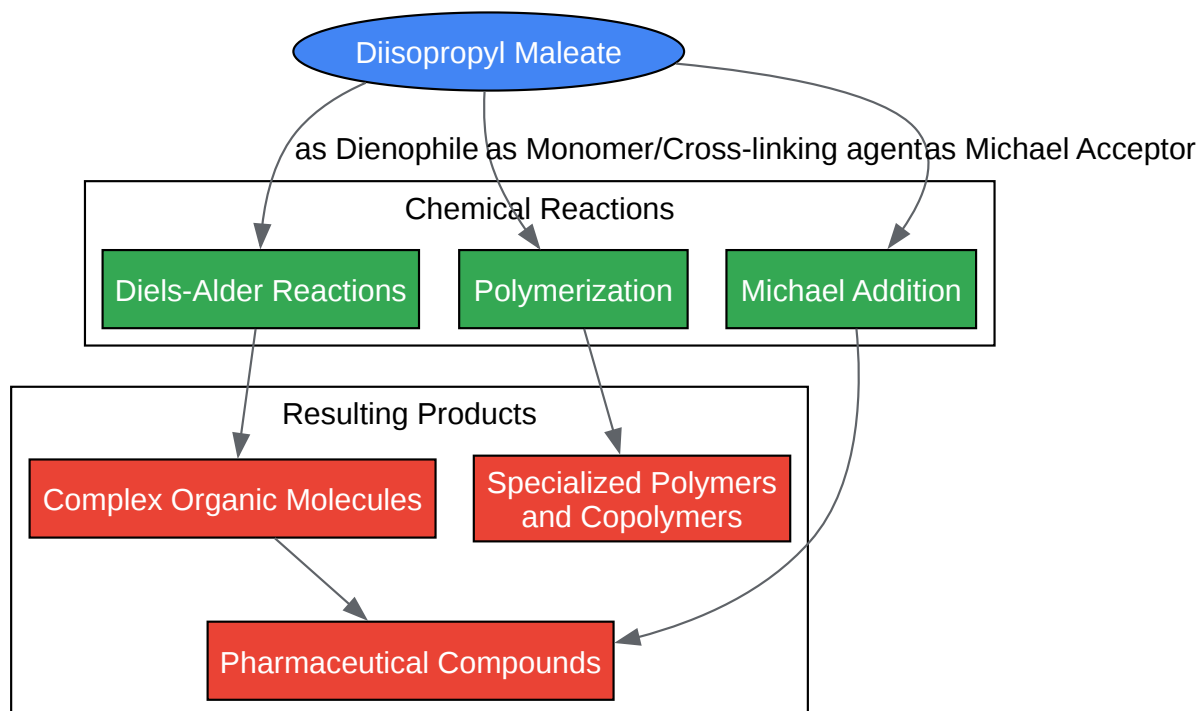 Diisopropyl Maleate
as Dienophile
as Monomer/Cross-linking agent
as Michael Acceptor
Chemical Reactions
Diels-Alder Reactions
Polymerization
Michael Addition
Resulting Products
Complex Organic Molecules
Specialized Polymers
and Copolymers
Pharmaceutical Compounds